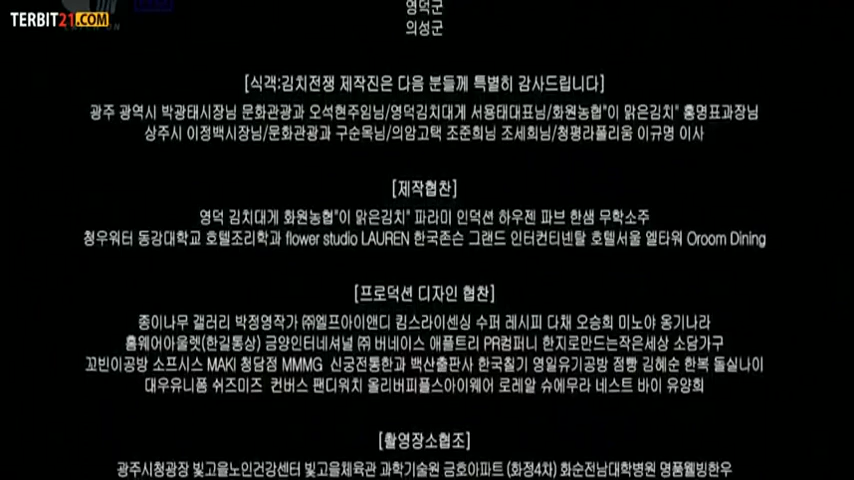 TERBIT21.COM
영덕군
의성군
[식객:김치전쟁 제작진은 다음 분들께 특별히 감사드립니다]
광주 광역시 박광태시장님 문화관광과 오석현주임님/영덕김치대게 서용태대표님/화원농협"이 맑은김치" 홍명표과장님
상주시 이정백시장님/문화관광과 구순목님/의암고택 조준희님 조세희님/청평라폴리움 이규명 이사
[제작협찬]
영덕 김치대게 화원농협"이 맑은김치" 파라미 인덕션 하우젠 파브 한샘 무학소주
청우워터 동강대학교 호텔조리학과 flower studio LAUREN 한국존슨 그랜드 인터컨티넨탈 호텔서울 엘타워 Oroom Dining
[프로덕션 디자인 협찬]
종이나무 갤러리 박정영작가 ㈜엘프아이앤디 킴스라이센싱 수퍼 레시피 다채 오승희 미노야 옹기나라
홈웨어아울렛(한길통상) 금양인터네셔널 ㈜ 버네이스 애플트리 PR컴퍼니 한지로만드는작은세상 소담가구
꼬빈이공방 소프시스 MAKI 청담점 MMMG 신궁전통한과 백산출판사 한국칠기 영일유기공방 점빵 김혜순 한복 돌실나이
대우유니폼 쉬즈미즈 컨버스 팬디워치 올리버피플스아이웨어 로레알 슈에무라 네스트 바이 유양희
[촬영장소협조]
광주시청광장 빛고을노인건강센터 빛고을체육관 과학기술원 금호아파트 (화정4차) 화순전남대학병원 명품웰빙한우